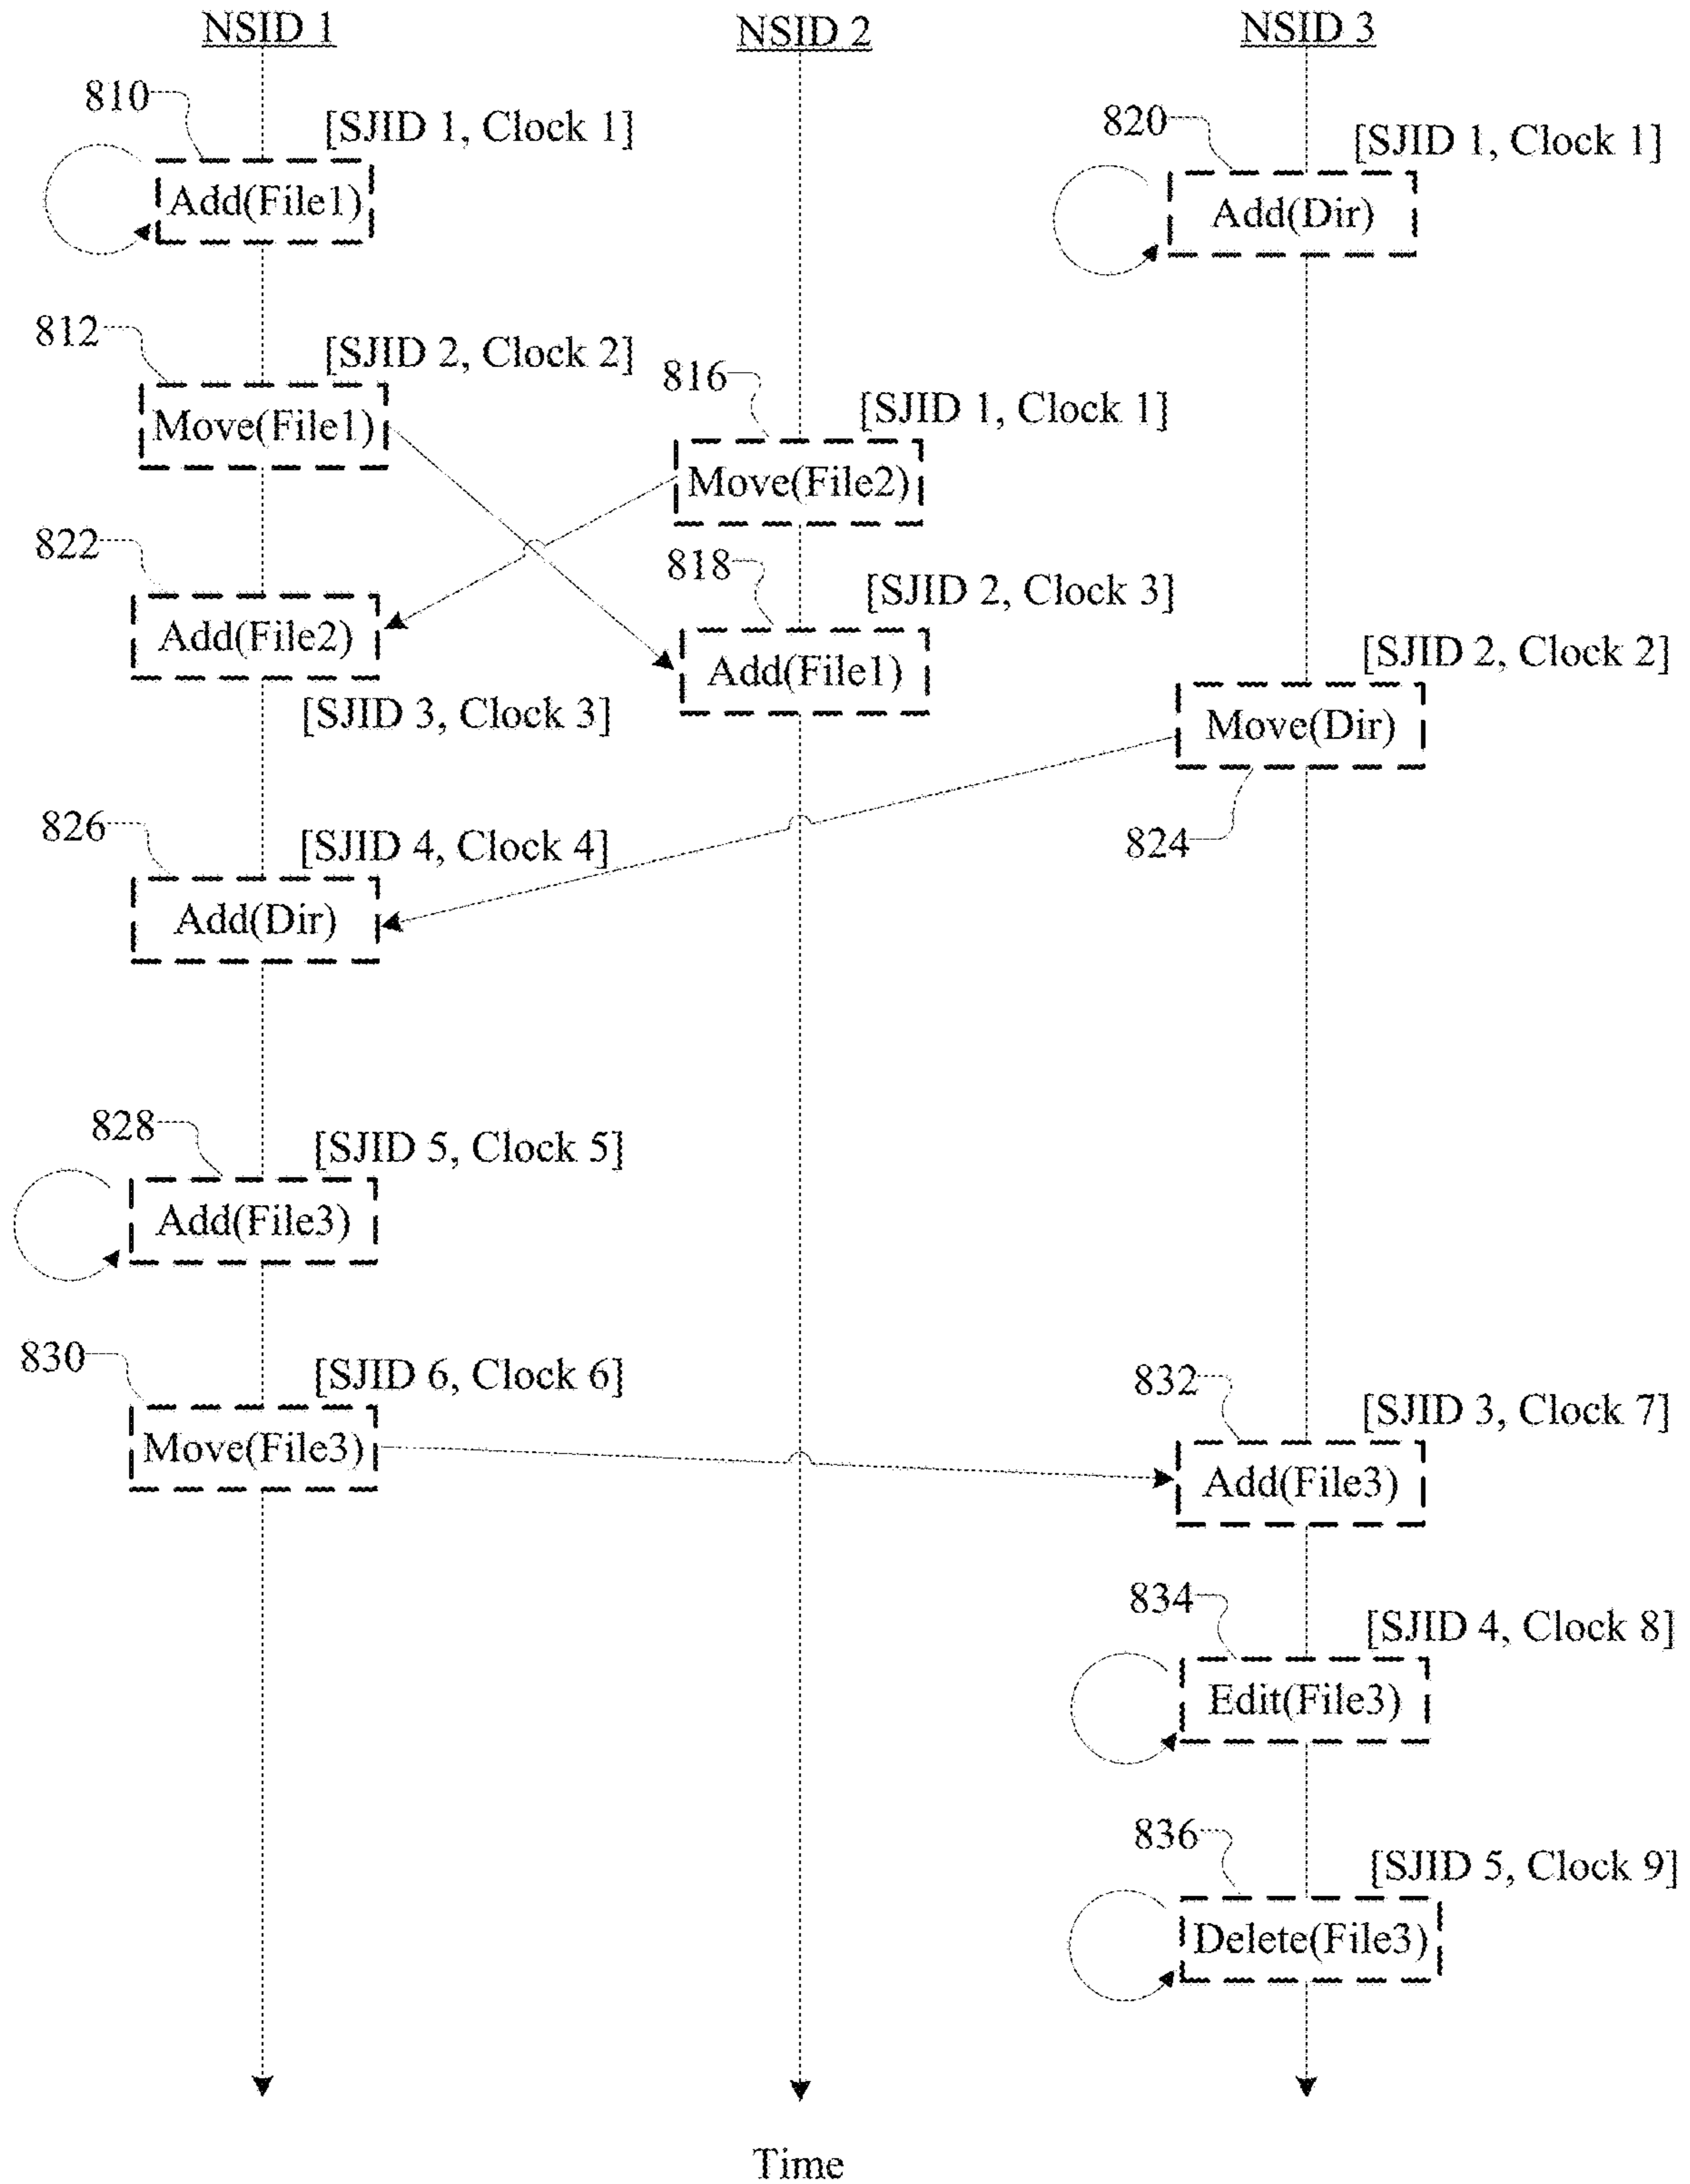 NSID 1 NSID 2 NSID 3
810 [SJID 1, Clock 1] 820 [SJID 1, Clock 1]
Add(File1) Add(Dir)
812 [SJID 2, Clock 2] 816 [SJID 1, Clock 1]
Move(File1) Move(File2)
822 818 [SJID 2, Clock 3]
Add(File2) Add(File1) [SJID 2, Clock 2]
[SJID 3, Clock 3] Move(Dir)
826 [SJID 4, Clock 4] 824
Add(Dir)
828 [SJID 5, Clock 5]
Add(File3)
830 [SJID 6, Clock 6] 832 [SJID 3, Clock 7]
Move(File3) Add(File3)
834 [SJID 4, Clock 8]
Edit(File3)
836 [SJID 5, Clock 9]
Delete(File3)
Time